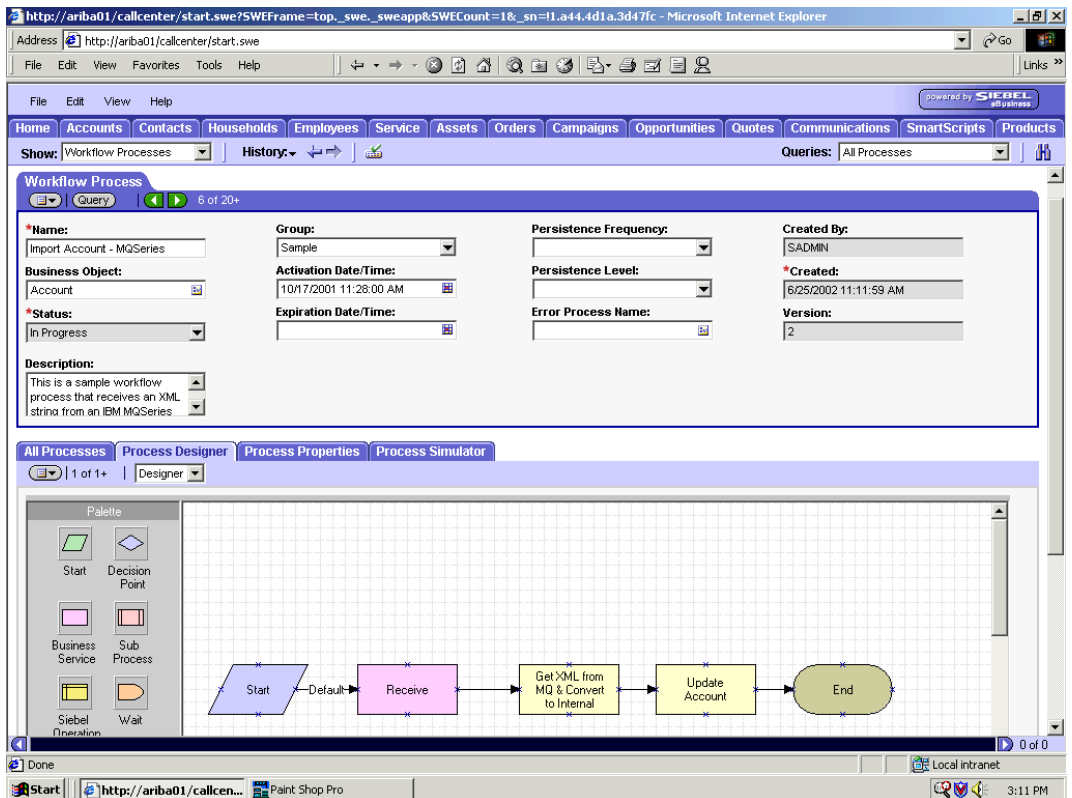 http://ariba01/callcenter/start.swe?SWEFrame=top._swe._sweapp&SWECount=1&_sn=!1.a44.4d1a.3d47fc - Microsoft Internet Explorer
Address http://ariba01/callcenter/start.swe Go
File Edit View Favorites Tools Help Links »
File Edit View Help powered by SIEBEL eBusiness
Home Accounts Contacts Households Employees Service Assets Orders Campaigns Opportunities Quotes Communications SmartScripts Products
Show: Workflow Processes History: Queries: All Processes
Workflow Process
Query 6 of 20+
*Name: Group: Persistence Frequency: Created By:
Import Account - MQSeries Sample SADMIN
Business Object: Activation Date/Time: Persistence Level: *Created:
Account 10/17/2001 11:28:00 AM 6/25/2002 11:11:59 AM
*Status: Expiration Date/Time: Error Process Name: Version:
In Progress 2
Description:
This is a sample workflow
process that receives an XML
string from an IBM MQSeries
All Processes Process Designer Process Properties Process Simulator
1 of 1+ Designer
Palette
Start Decision
Point
Business Sub
Service Process
Siebel Wait
Operation
Start Default Receive
Get XML from
MQ & Convert
to Internal
Update
Account
End
0 of 0
Done Local intranet
Start http://ariba01/callcen... Paint Shop Pro 3:11 PM